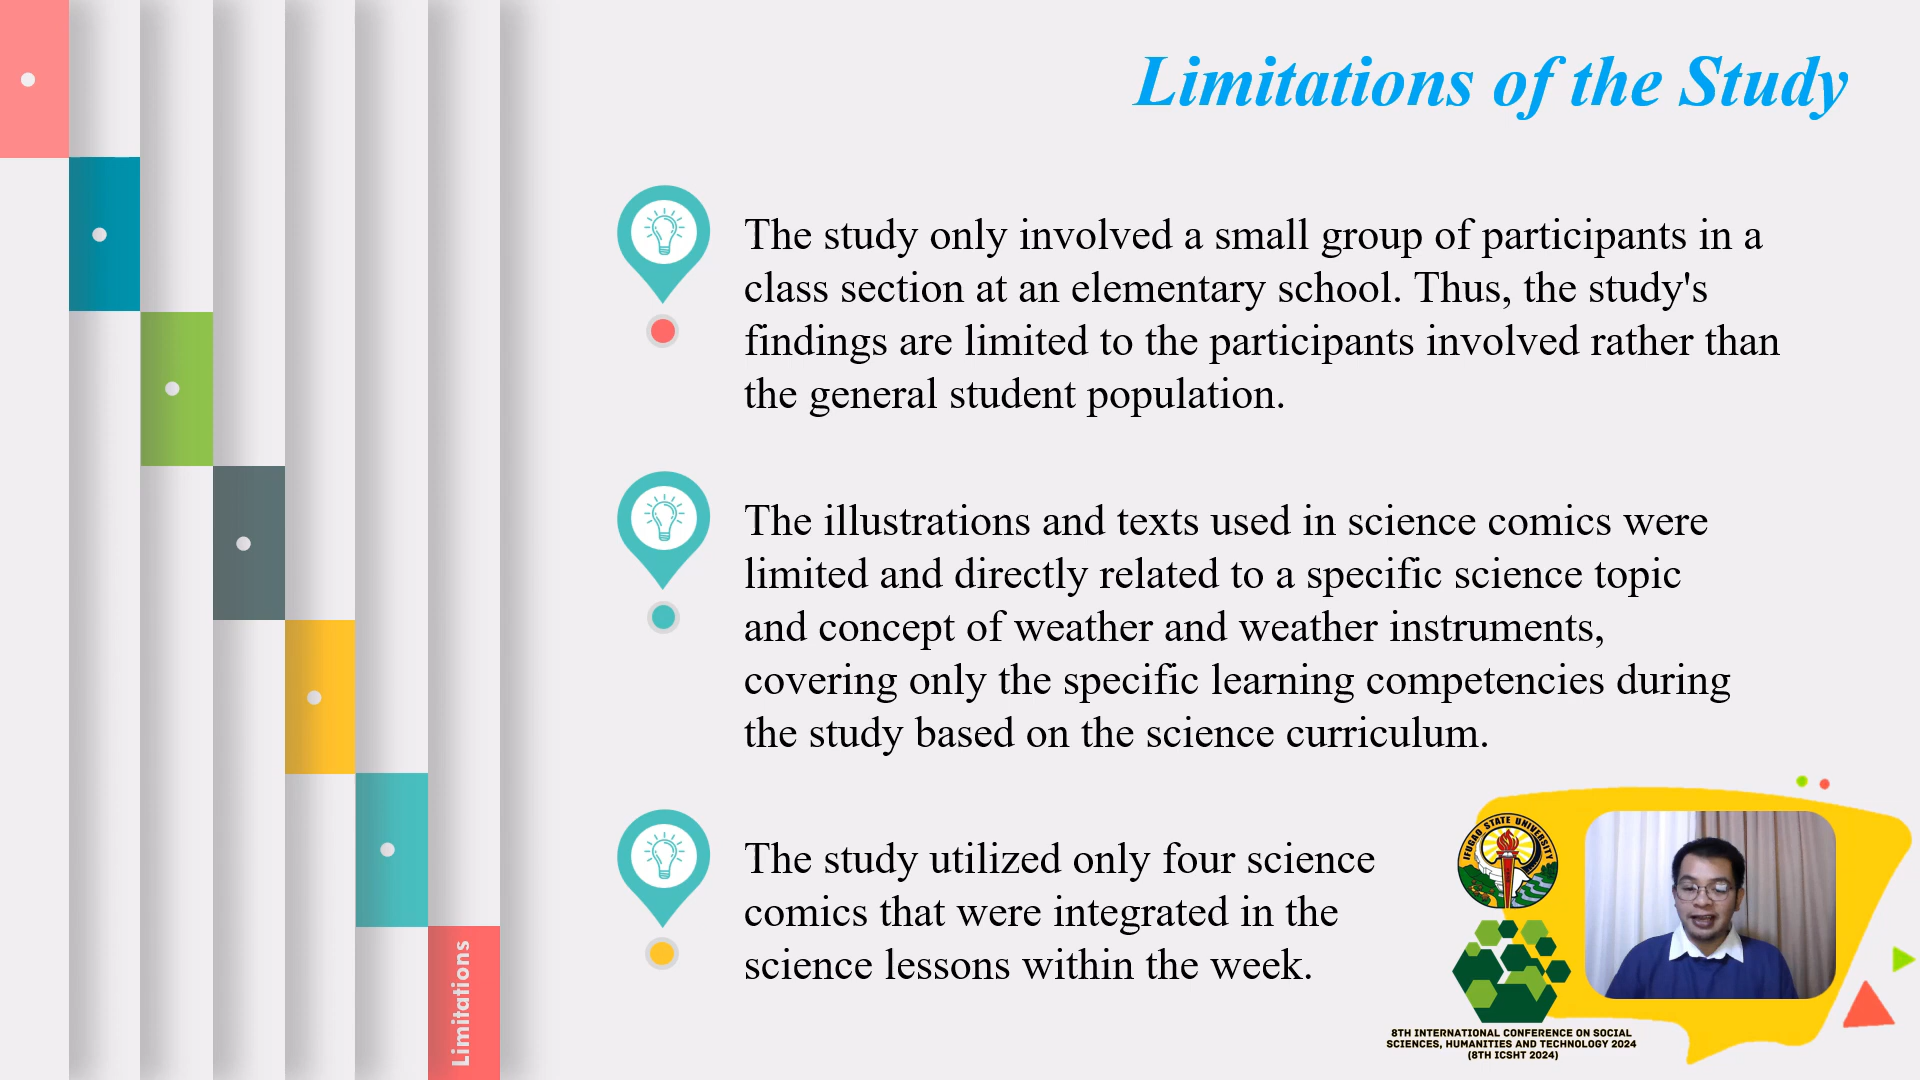 Limitations of the Study
The study only involved a small group of participants in a
class section at an elementary school. Thus, the study's
findings are limited to the participants involved rather than
the general student population.
The illustrations and texts used in science comics were
limited and directly related to a specific science topic
and concept of weather and weather instruments,
covering only the specific learning competencies during
the study based on the science curriculum.
The study utilized only four science
comics that were integrated in the
science lessons within the week.
Limitations
IFUGAO STATE UNIVERSITY
8TH INTERNATIONAL CONFERENCE ON SOCIAL
SCIENCES, HUMANITIES AND TECHNOLOGY 2024
(8TH ICSHT 2024)